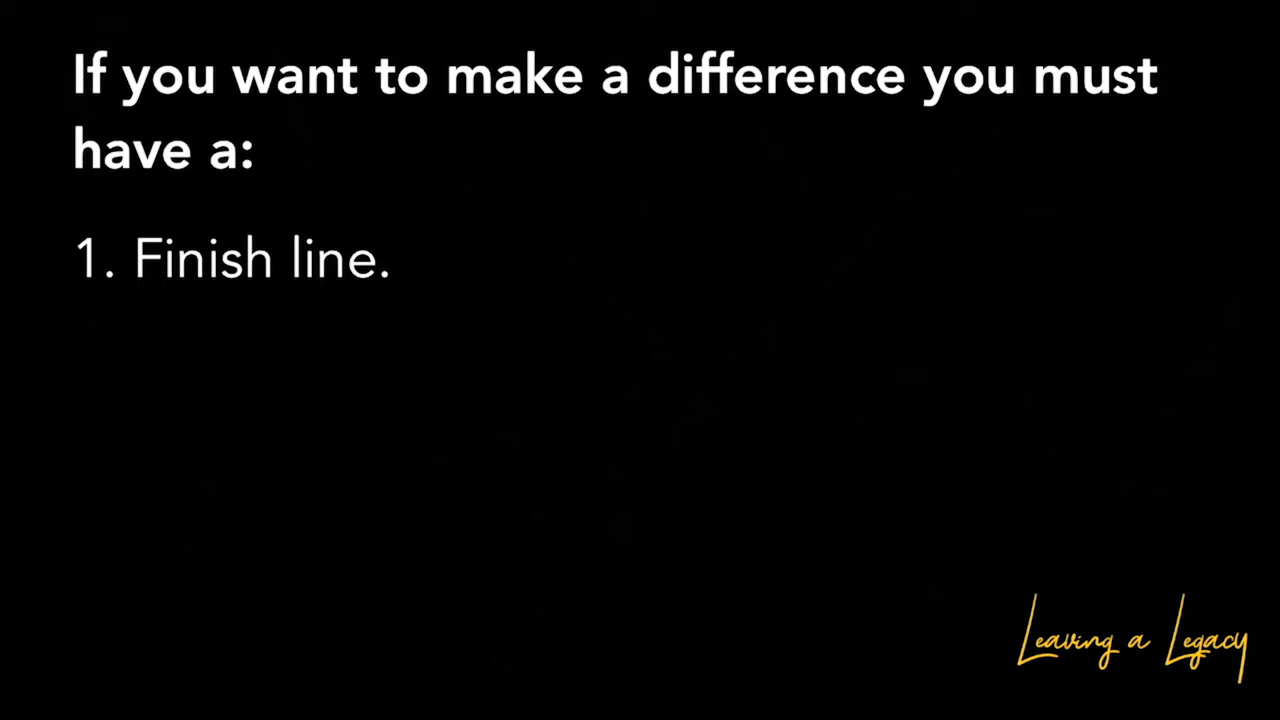 If you want to make a difference you must
have a:
1. Finish line.
Leaving a Legacy